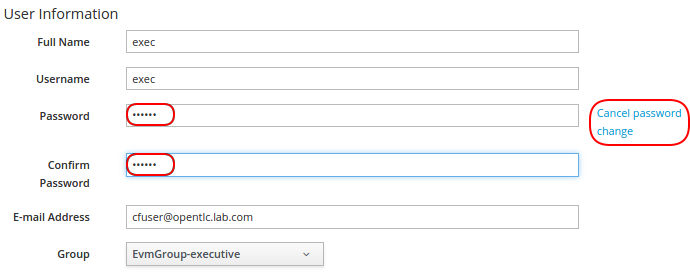 User Information
Full Name exec
Username exec
Password •••••• Cancel password
change
Confirm
Password ••••••
E-mail Address cfuser@opentlc.lab.com
Group EvmGroup-executive